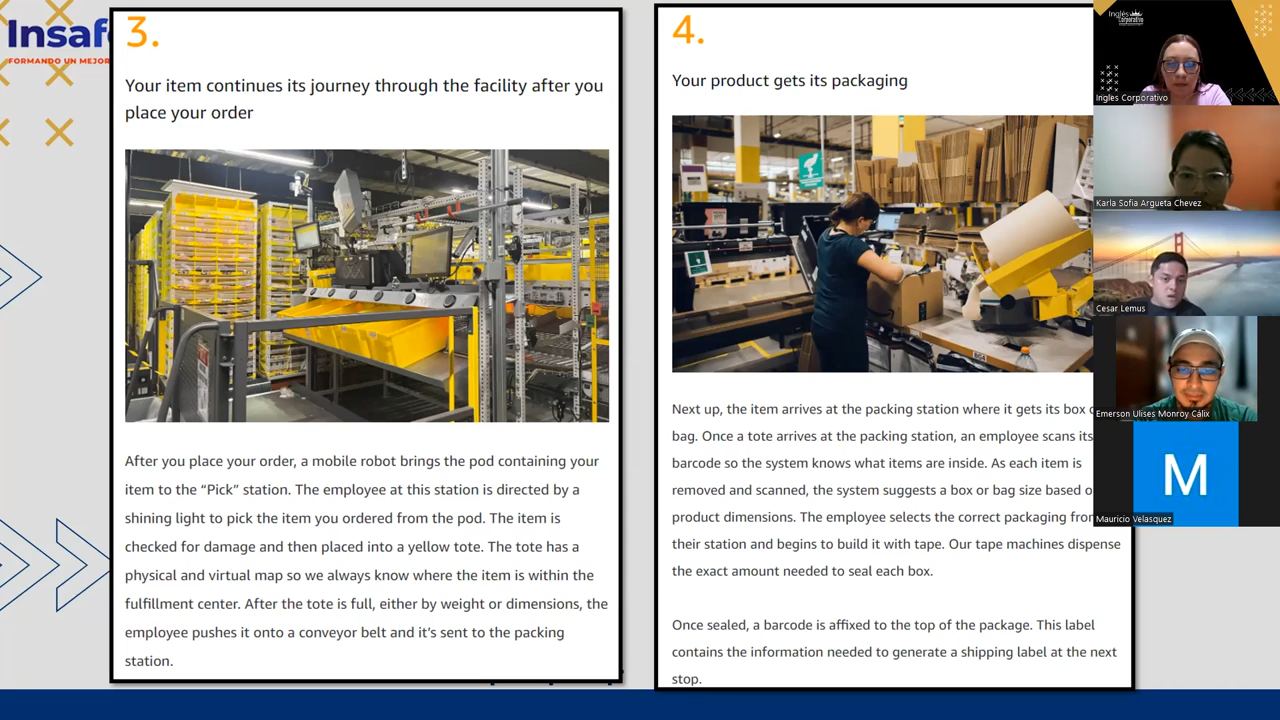 Insaf
FORMANDO UN MEJOR
3.
Your item continues its journey through the facility after you
place your order
After you place your order, a mobile robot brings the pod containing your
item to the “Pick” station. The employee at this station is directed by a
shining light to pick the item you ordered from the pod. The item is
checked for damage and then placed into a yellow tote. The tote has a
physical and virtual map so we always know where the item is within the
fulfillment center. After the tote is full, either by weight or dimensions, the
employee pushes it onto a conveyor belt and it’s sent to the packing
station.
4.
Your product gets its packaging
Next up, the item arrives at the packing station where it gets its box
bag. Once a tote arrives at the packing station, an employee scans its
barcode so the system knows what items are inside. As each item is
removed and scanned, the system suggests a box or bag size based
product dimensions. The employee selects the correct packaging
their station and begins to build it with tape. Our tape machines dispense
the exact amount needed to seal each box.
Once sealed, a barcode is affixed to the top of the package. This label
contains the information needed to generate a shipping label at the next
stop.
Inglés
Corporativo
Ingles Corporativo
Karla Sofia Argueta Chevez
Cesar Lemus
Emerson Ulises Monroy Cálix
M
Mauricio Velasquez